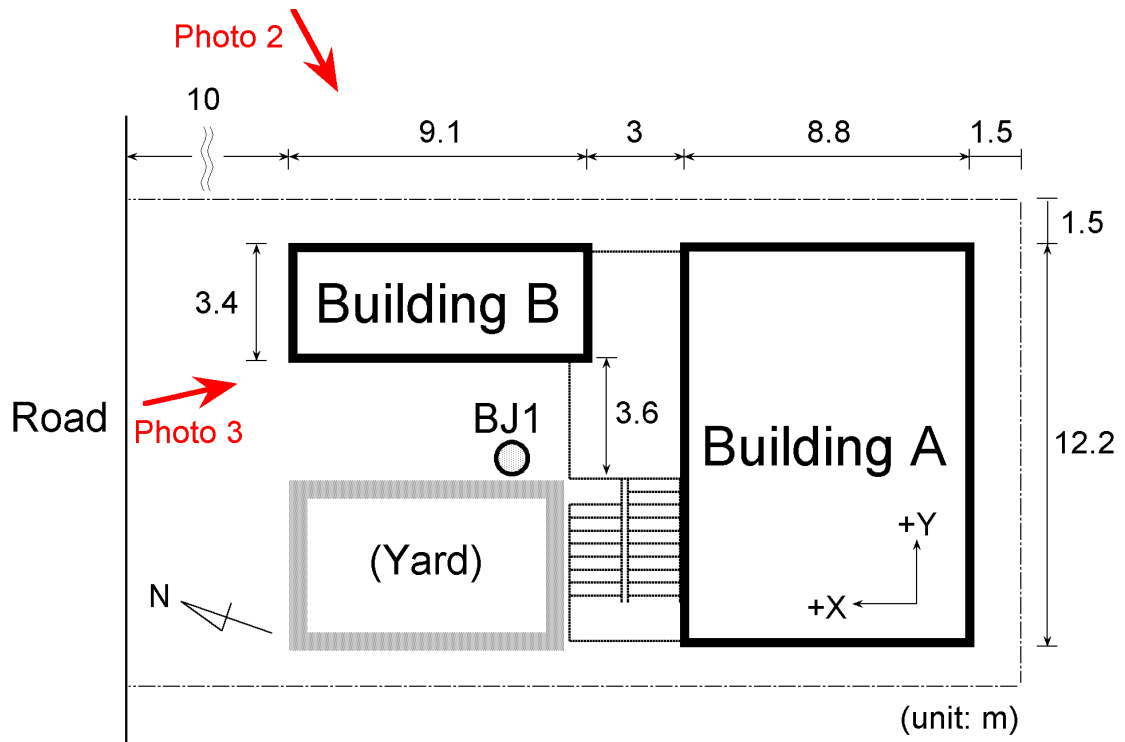 Photo 2
10
9.1
3
8.8
1.5
1.5
3.4
Building B
Road
Photo 3
BJ1
3.6
Building A
12.2
(Yard)
+Y
N
+X
(unit: m)